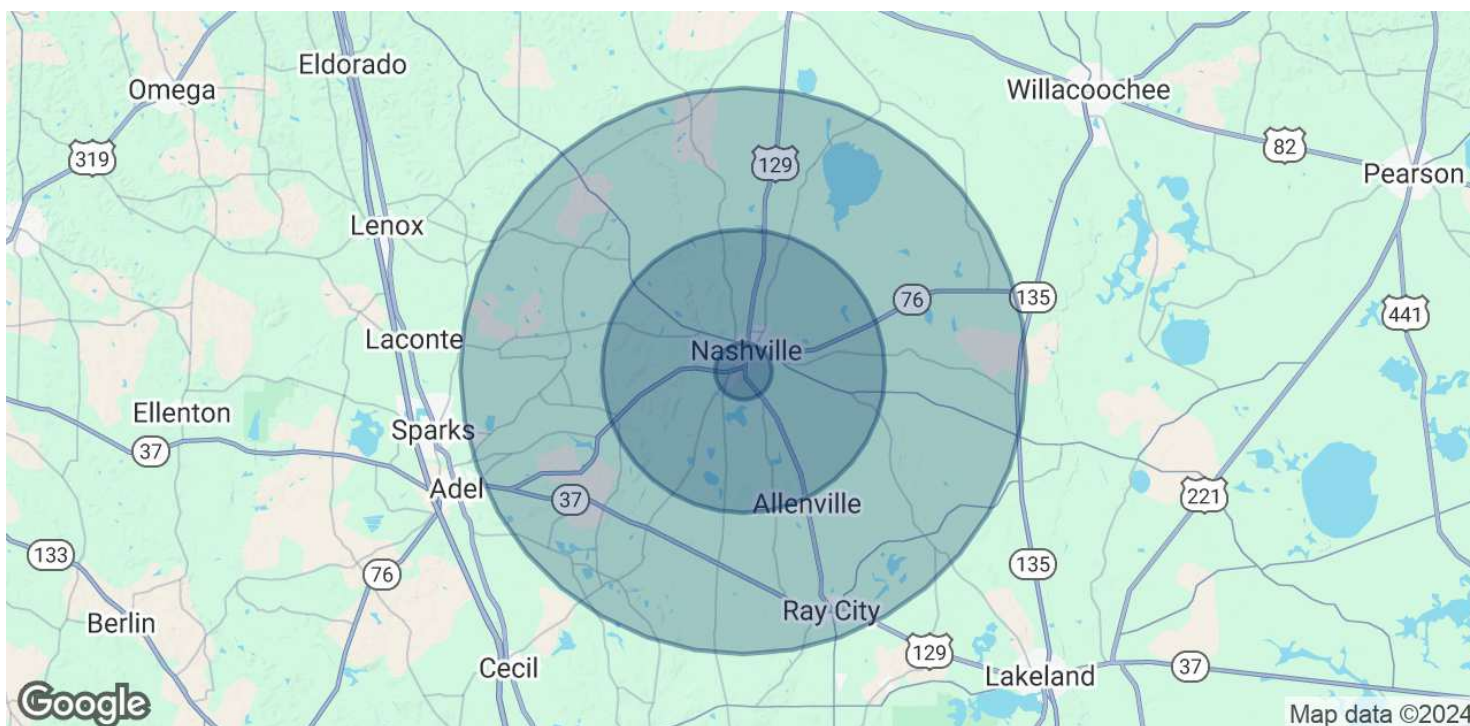 Eldorado
Omega
Willacoochee
319
129
82
Pearson
Lenox
76
135
441
Laconte
Nashville
Ellenton
Sparks
37
Adel
37
Allenville
221
133
76
135
Berlin
Ray City
Cecil
129
Lakeland
37
Google
Map data ©2024